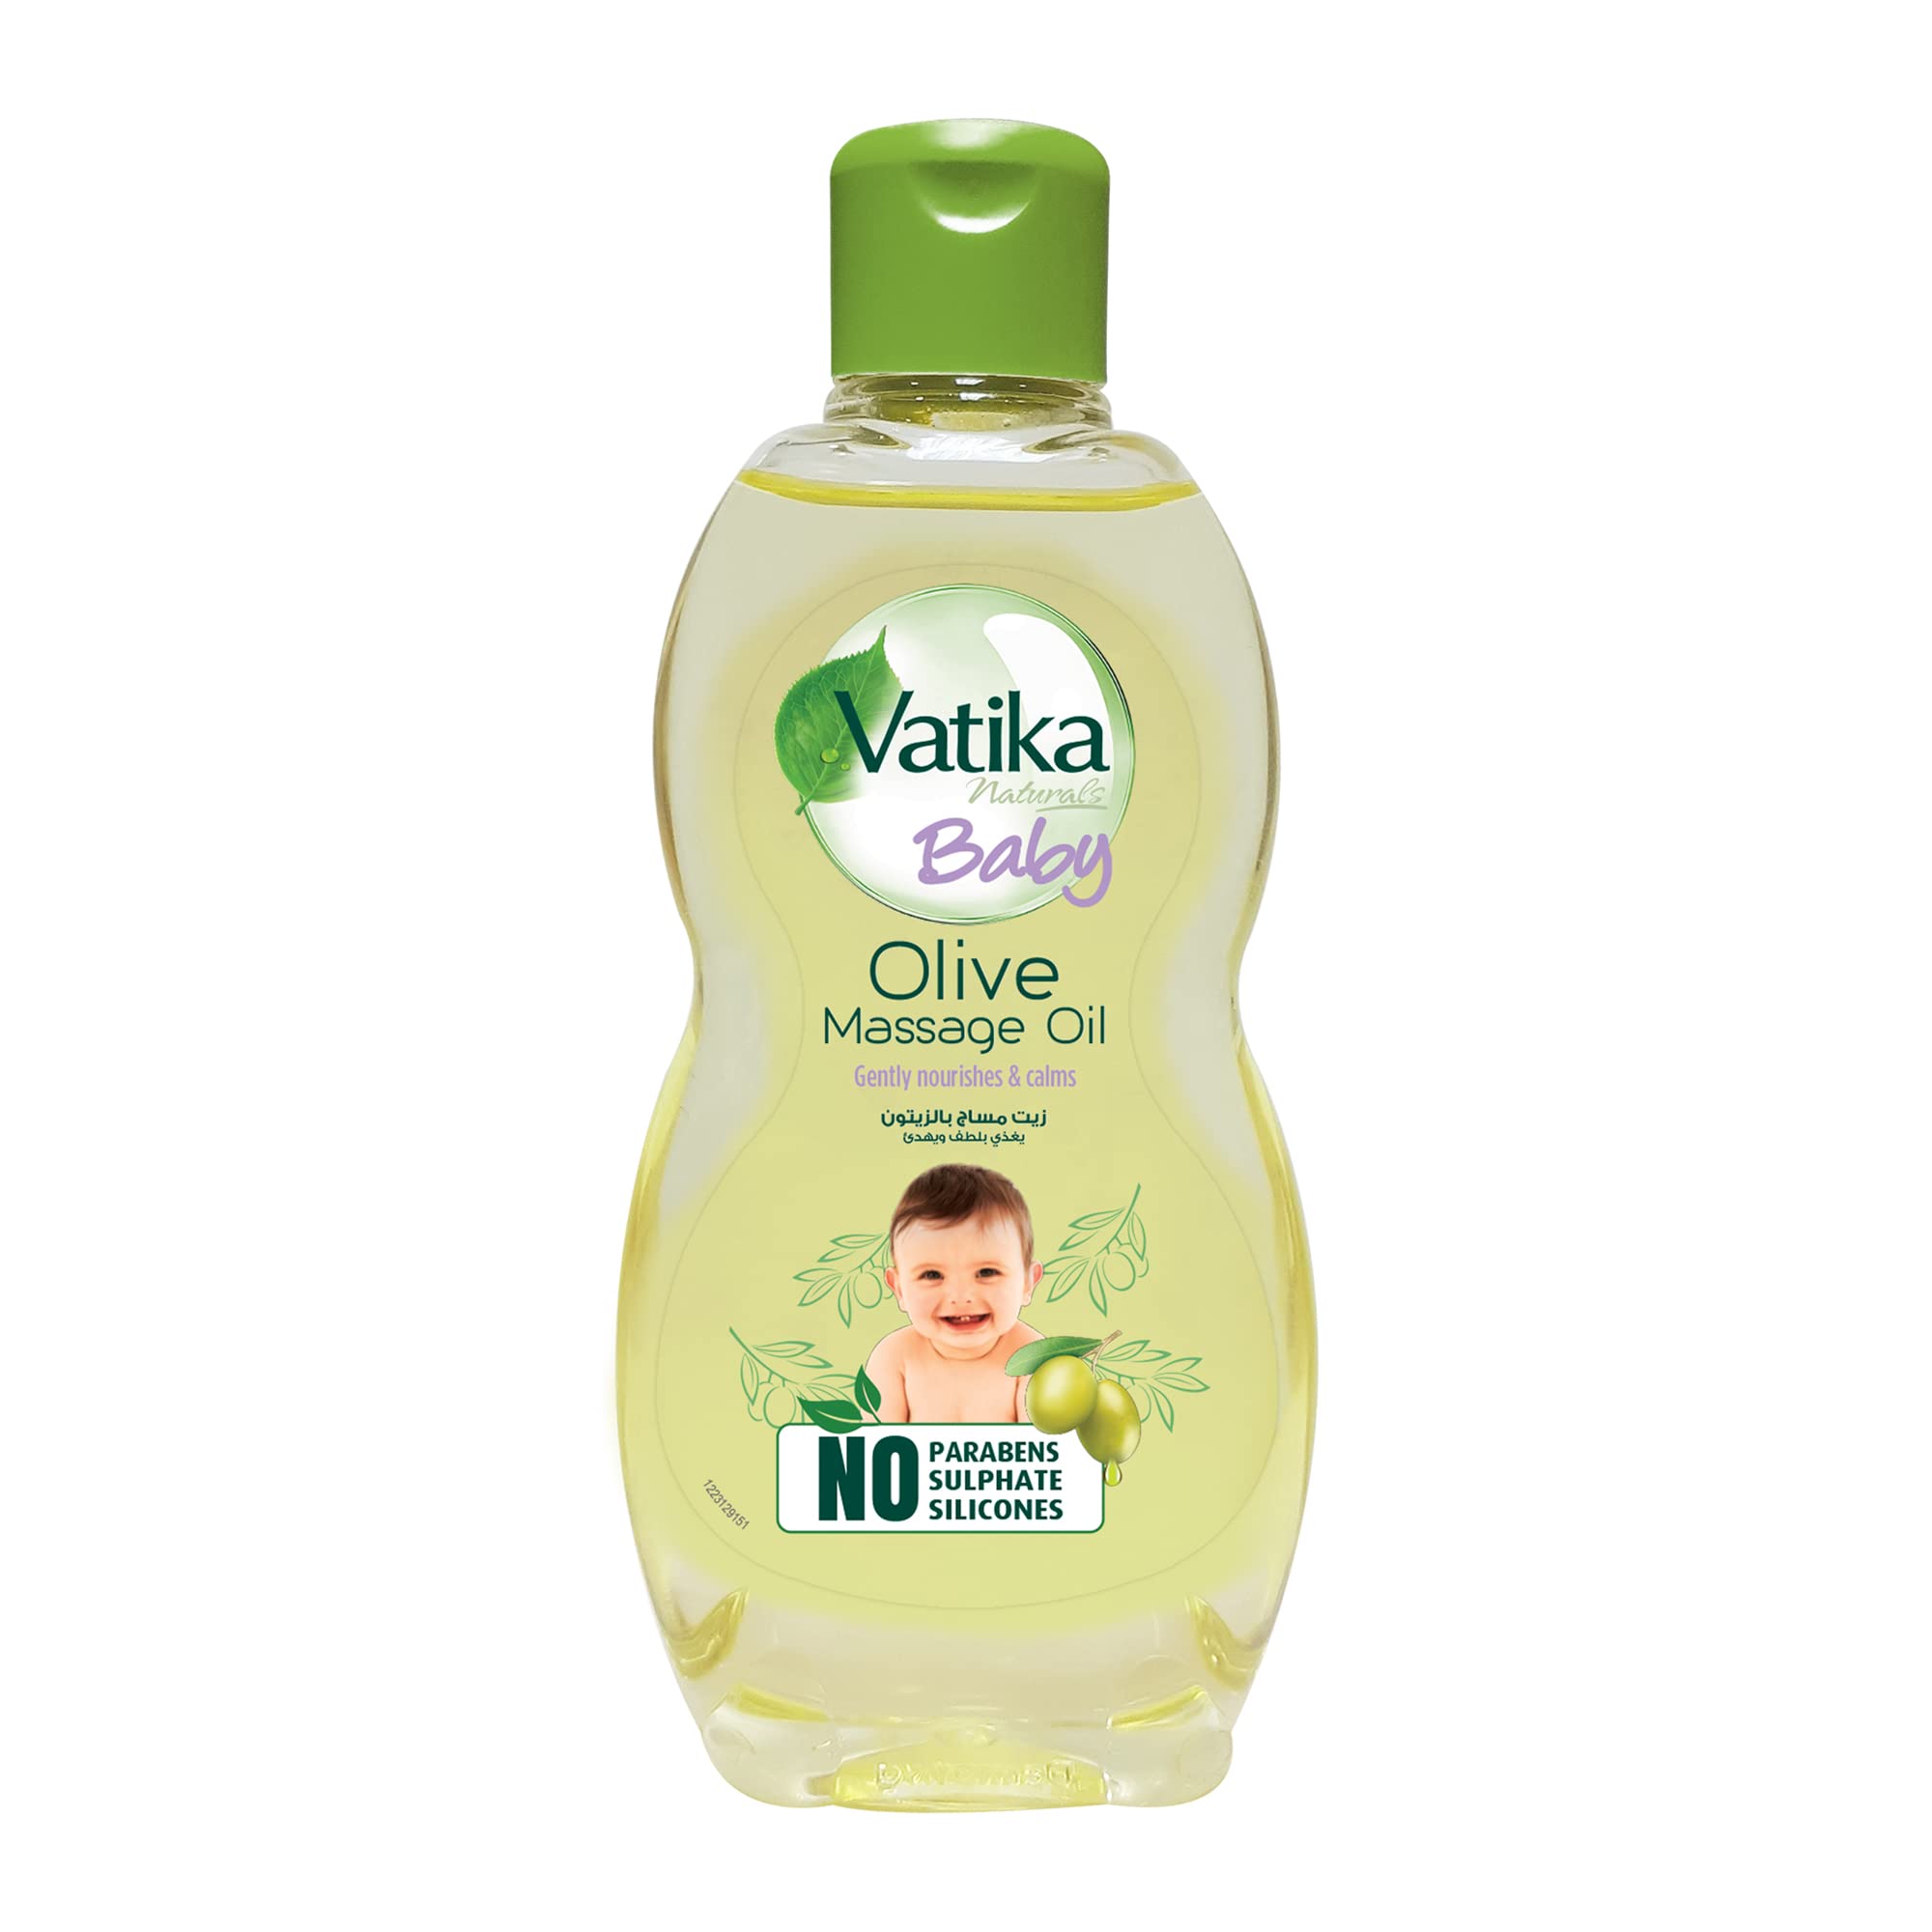 Vatika
Naturals
Baby
Olive
Massage Oil
Gently nourishes & calms
زيت مساج بالزيتون
يغذي بلطف ويهدئ
NO PARABENS
SULPHATE
SILICONES
1223129151